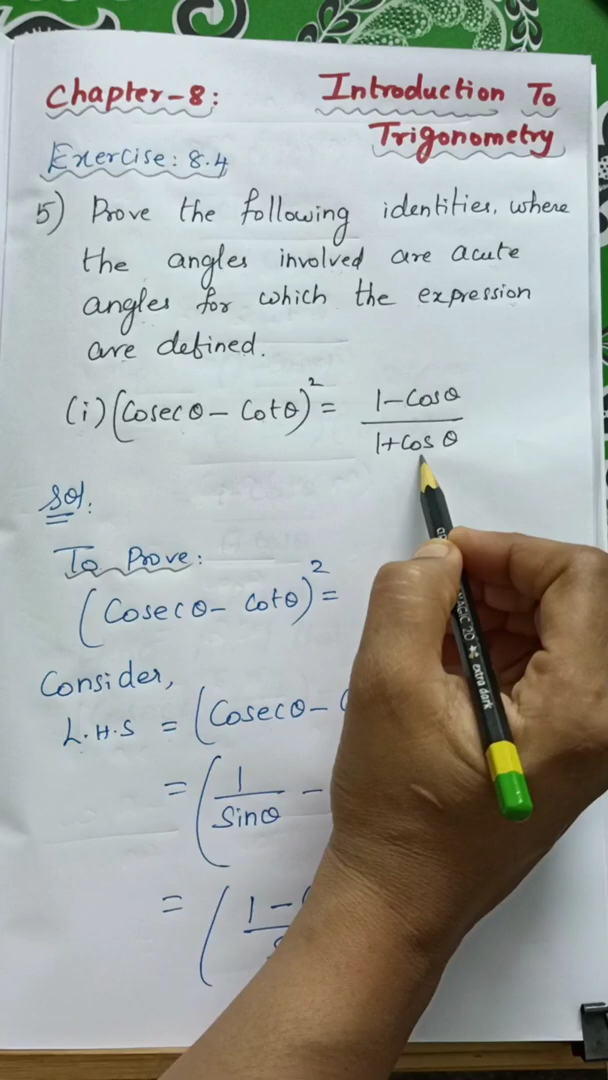 Chapter-8: Introduction To
Trigonometry
Exercise: 8.4
5) Prove the following identities, where
the angles involved are acute
angles for which the expression
are defined.
(i) (Cosecθ - Cotθ)² = 1-Cosθ / 1+Cosθ
Sol.
To Prove:
(Cosecθ - Cotθ)² =
Consider,
L.H.S = (Cosecθ -
= (1/Sinθ -
= (1-
extra dark